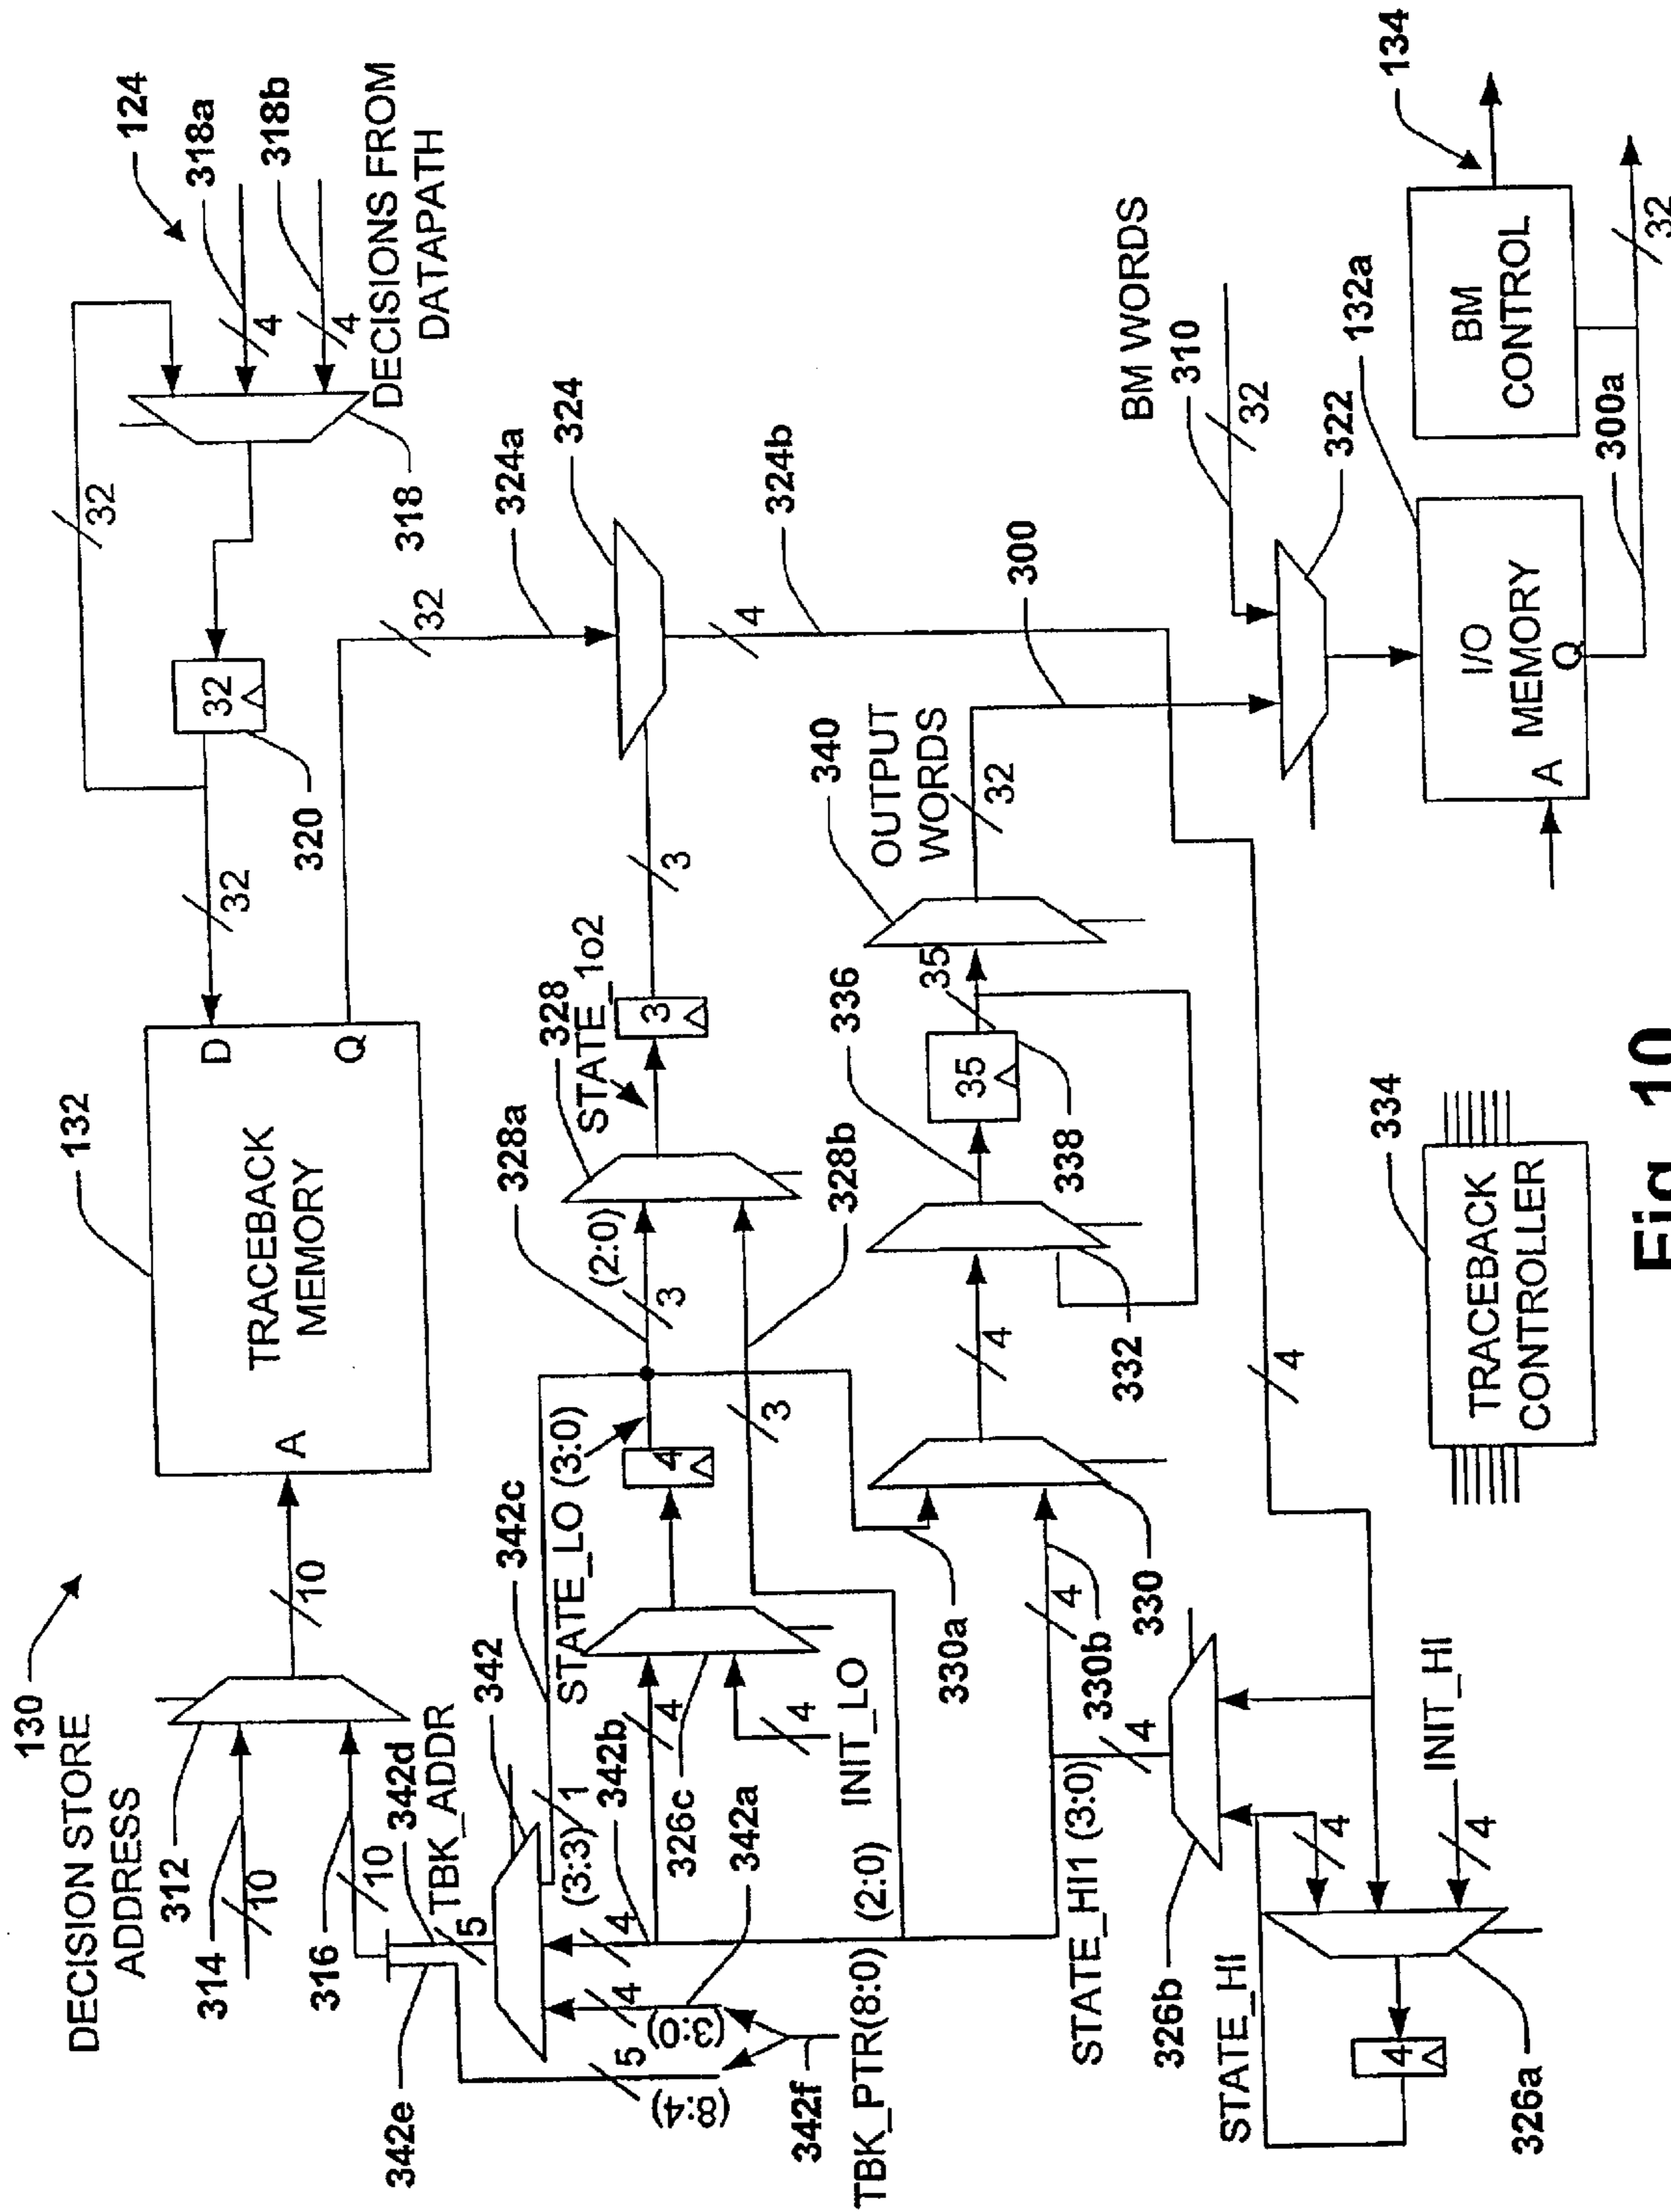 130
DECISION STORE
ADDRESS
312
314
10
316
10
10
132
TRACEBACK
MEMORY
A
D
Q
32
32
320
32
32
318
124
318a
4
318b
4
DECISIONS FROM
DATAPATH
342d
TBK_ADDR
5
342e
342
342c
(3:3)
1
STATE_LO (3:0)
4
342b
4
4
326c
342a
4
INIT_LO
(3:0)
4
5
(8:4)
342f
TBK_PTR(8:0)
(2:0)
328a
(2:0)
3
328
STATE_1o2
3
3
328b
3
324a
324
324b
4
32
330a
4
330b
330
4
332
336
35
35
338
340
OUTPUT
WORDS
32
300
BM WORDS
310
32
322
132a
I/O
MEMORY
A
Q
BM
CONTROL
134
300a
32
STATE_HI1 (3:0)
4
326b
STATE_HI
4
4
INIT_HI
4
326a
4
334
TRACEBACK
CONTROLLER
Fig. 10